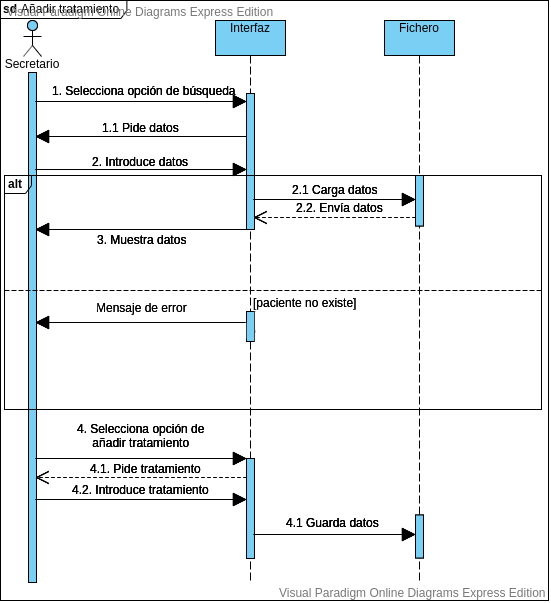 sd Añadir tratamiento
Visual Paradigm Online Diagrams Express Edition
Secretario
Interfaz
Fichero
1. Selecciona opción de búsqueda
1.1 Pide datos
2. Introduce datos
alt
2.1 Carga datos
2.2. Envía datos
3. Muestra datos
[paciente no existe]
Mensaje de error
4. Selecciona opción de
añadir tratamiento
4.1. Pide tratamiento
4.2. Introduce tratamiento
4.1 Guarda datos
Visual Paradigm Online Diagrams Express Edition